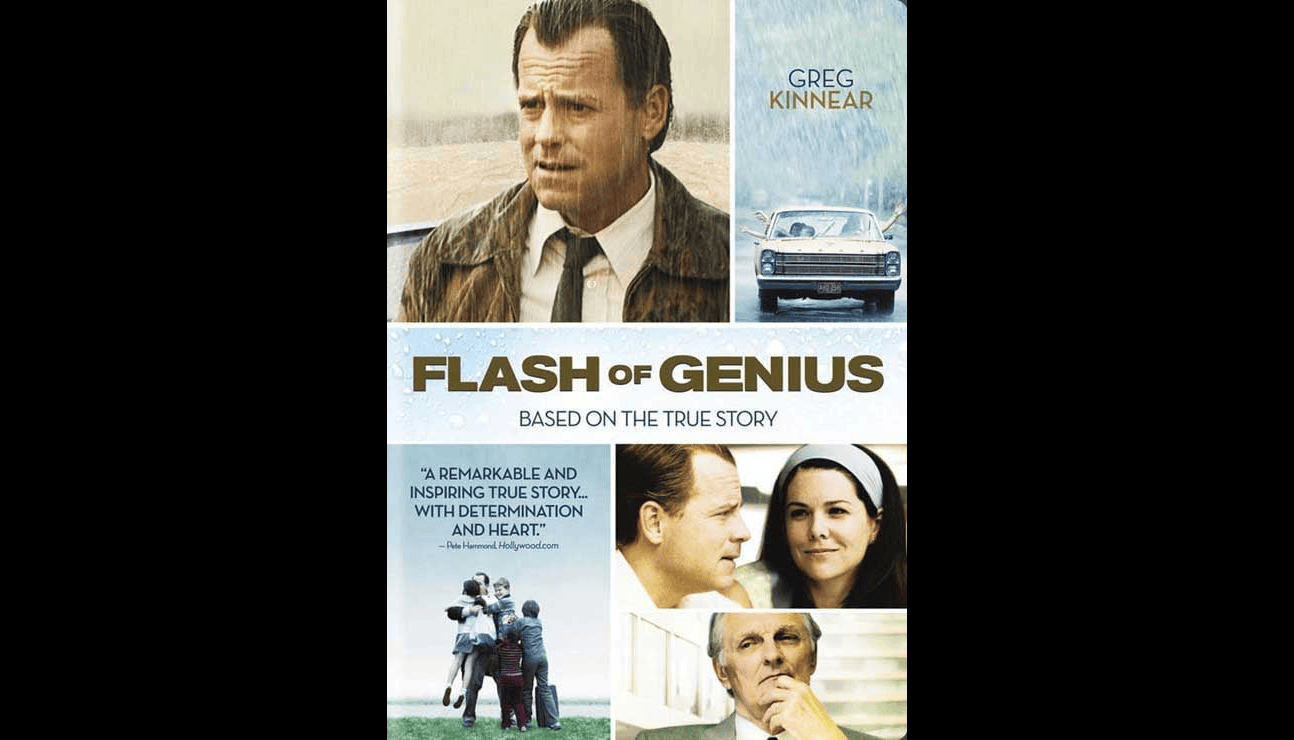 GREG
KINNEAR
FLASH OF GENIUS
BASED ON THE TRUE STORY
“A REMARKABLE AND
INSPIRING TRUE STORY...
WITH DETERMINATION
AND HEART.”
— Pete Hammond, Hollywood.com